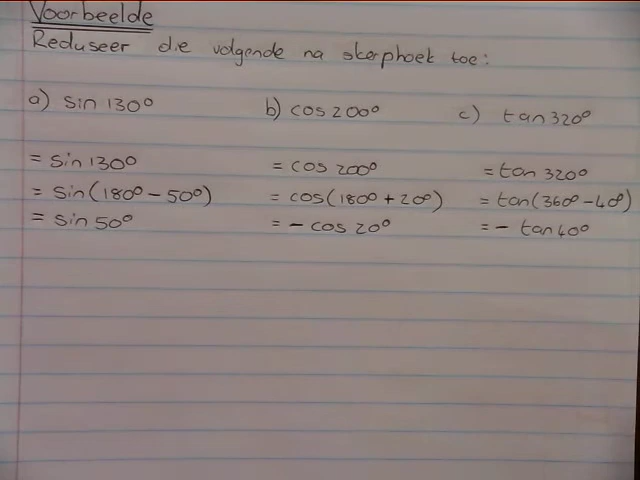 Voorbeelde
Reduseer die volgende na skerphoek toe:
a) sin 130° b) cos 200° c) tan 320°
= sin 130° = cos 200° = tan 320°
= sin(180° - 50°) = cos(180° + 20°) = tan(360° - 40°)
= sin 50° = - cos 20° = - tan 40°